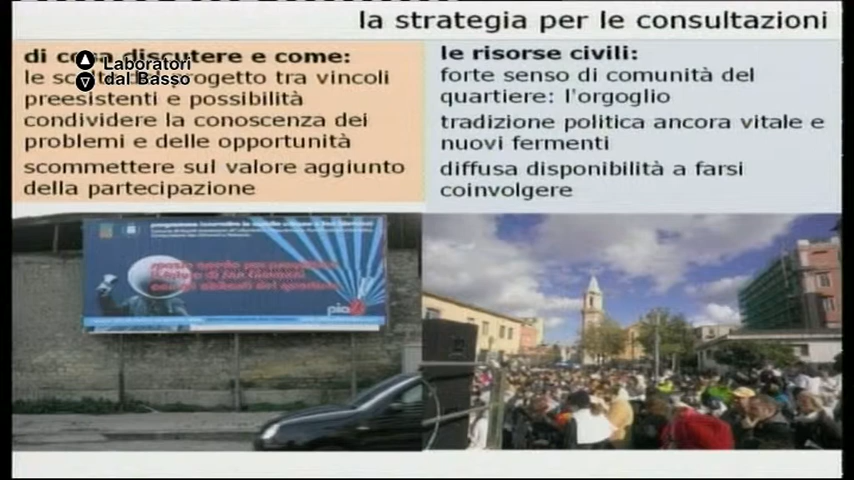 la strategia per le consultazioni
di cosa discutere e come:
le scelte di progetto tra vincoli
preesistenti e possibilità
condividere la conoscenza dei
problemi e delle opportunità
scommettere sul valore aggiunto
della partecipazione
Laboratori
dal Basso
le risorse civili:
forte senso di comunità del
quartiere: l'orgoglio
tradizione politica ancora vitale e
nuovi fermenti
diffusa disponibilità a farsi
coinvolgere